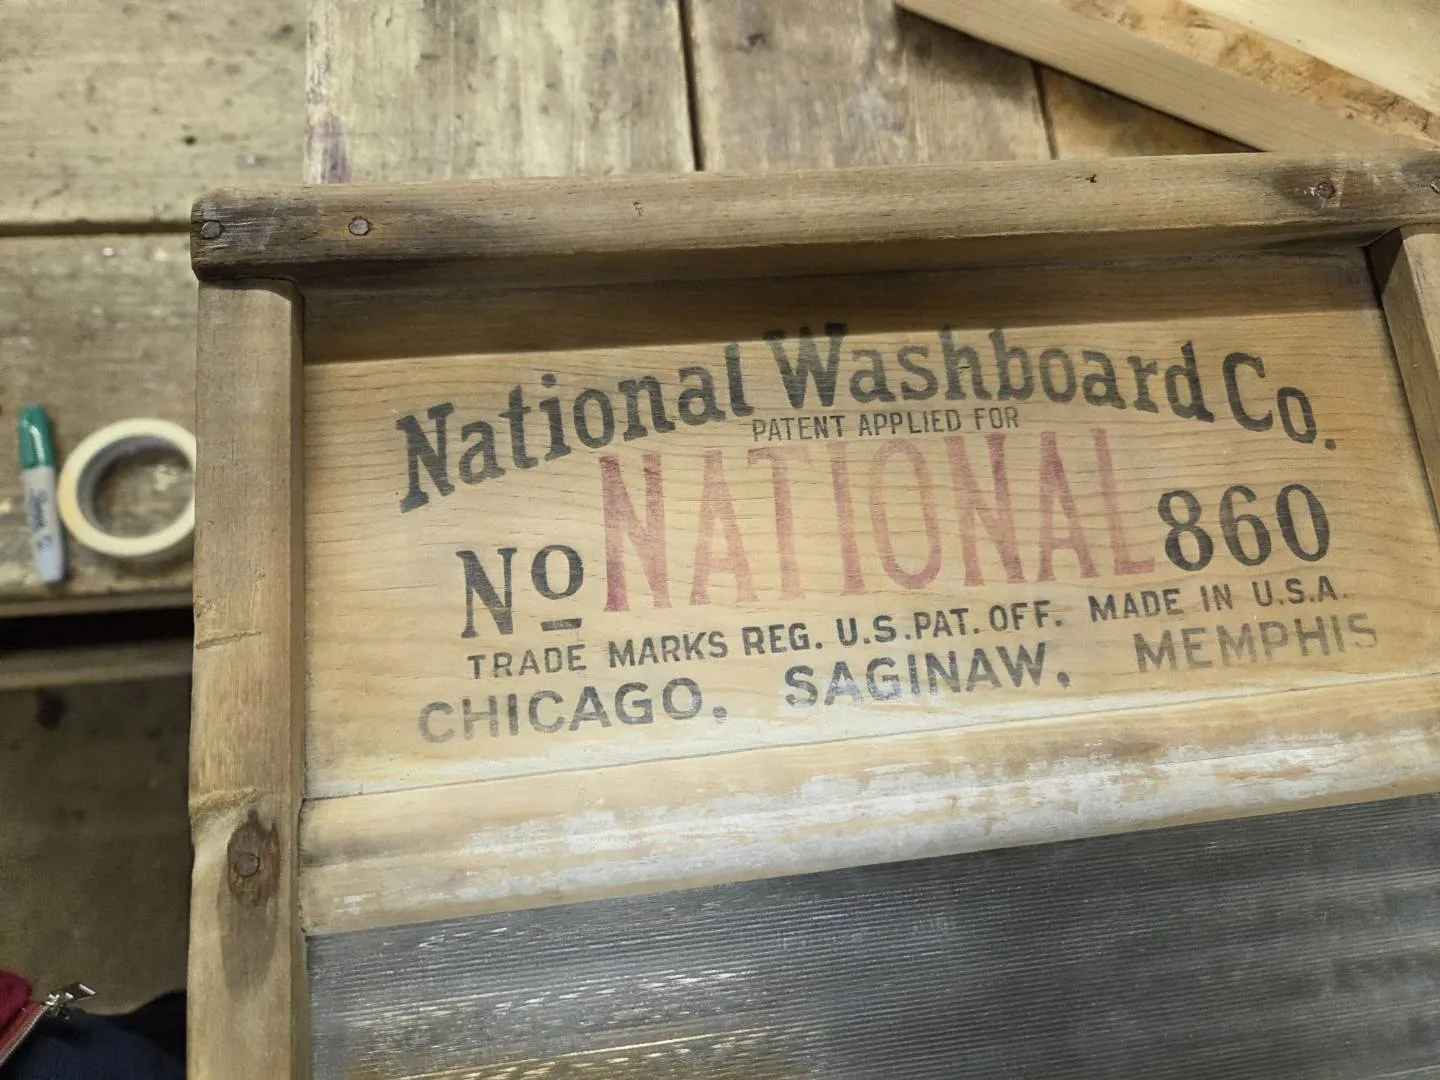 National Washboard Co.
PATENT APPLIED FOR
No NATIONAL 860
TRADE MARKS REG. U.S.PAT. OFF. MADE IN U.S.A.
CHICAGO, SAGINAW, MEMPHIS